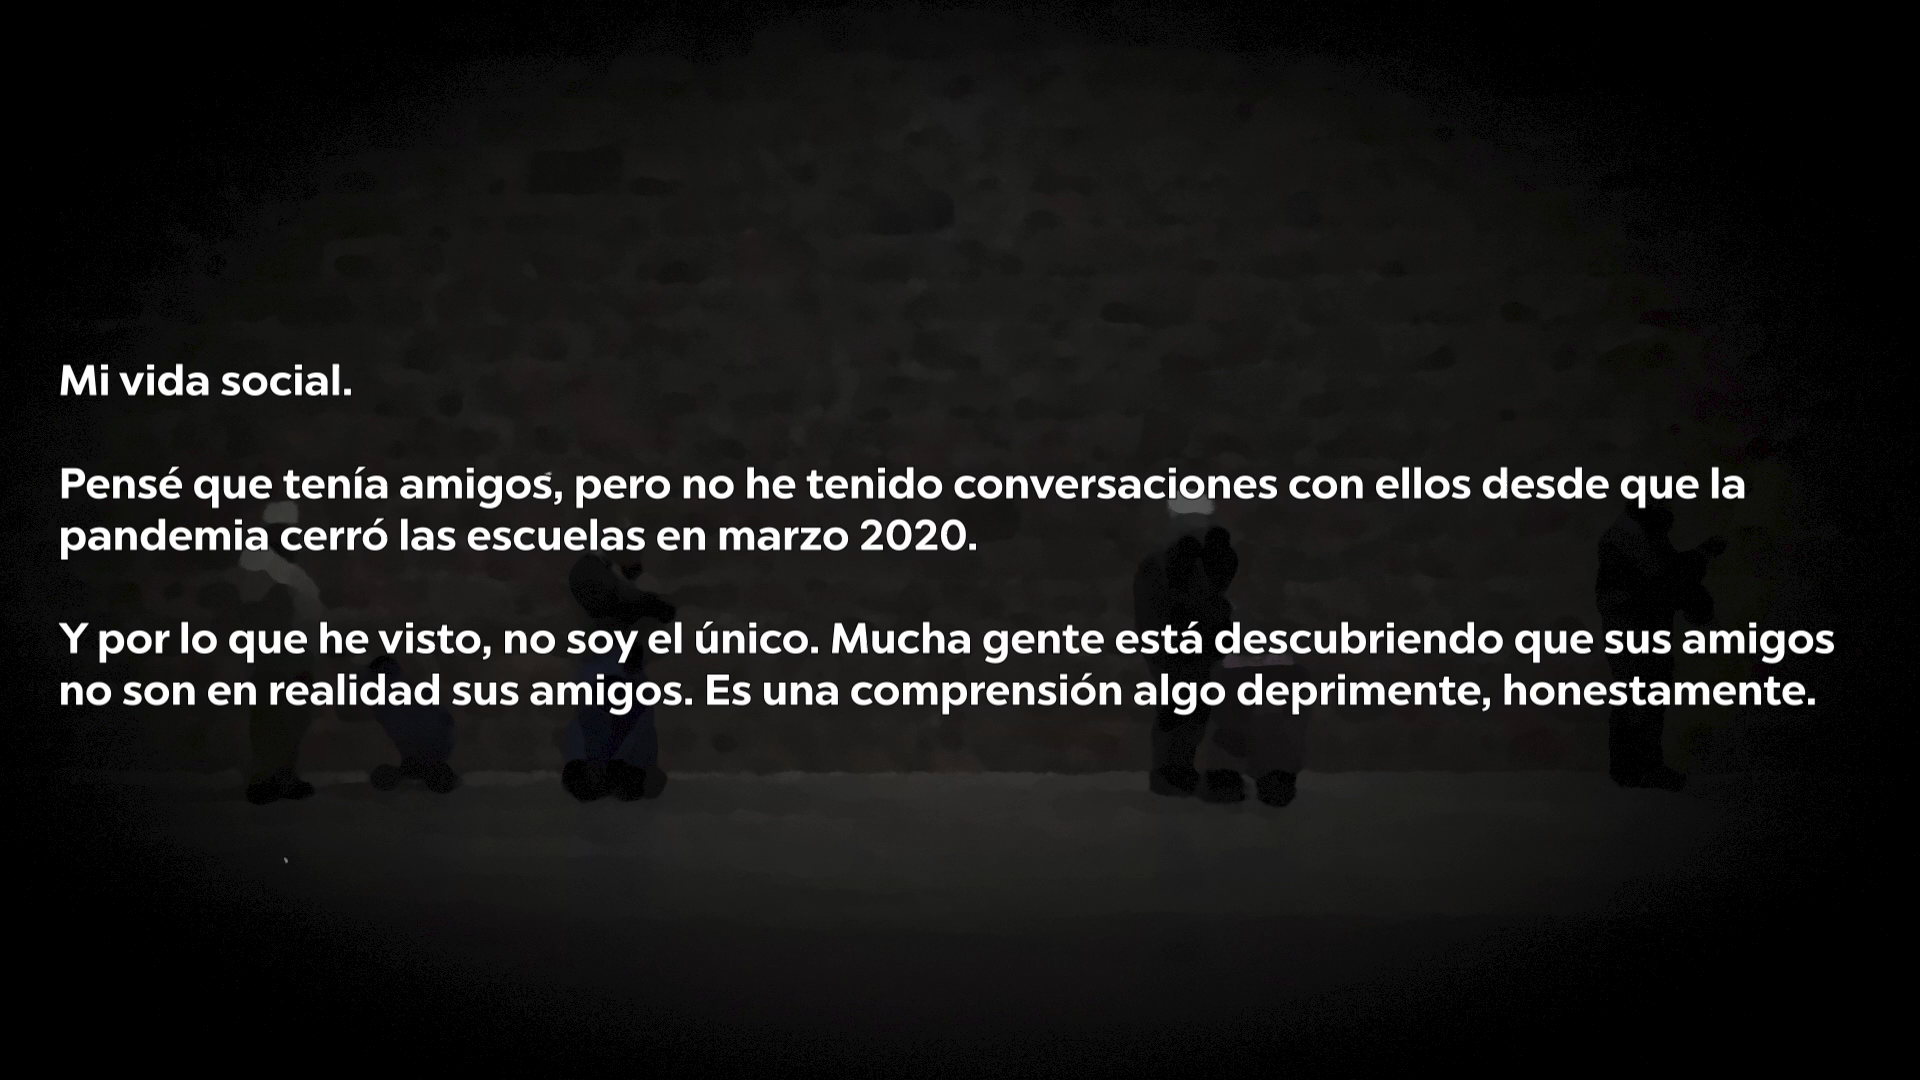 Mi vida social.
Pensé que tenía amigos, pero no he tenido conversaciones con ellos desde que la
pandemia cerró las escuelas en marzo 2020.
Y por lo que he visto, no soy el único. Mucha gente está descubriendo que sus amigos
no son en realidad sus amigos. Es una comprensión algo deprimente, honestamente.